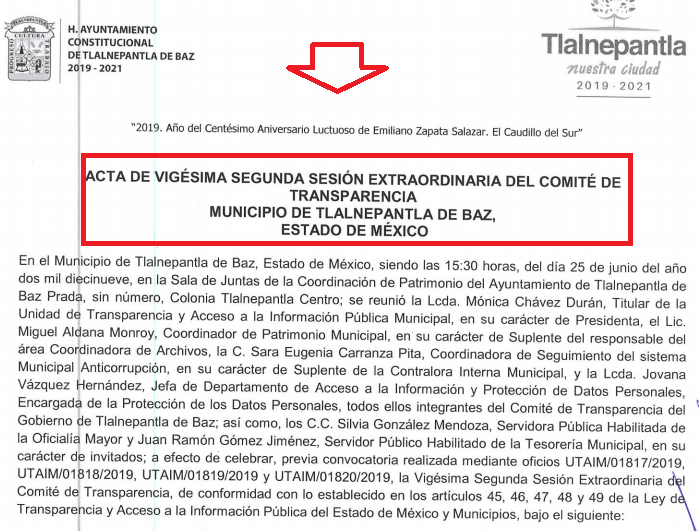 H. AYUNTAMIENTO
CONSTITUCIONAL
DE TLALNEPANTLA DE BAZ
2019 - 2021
Tlalnepantla
nuestra ciudad
2019 - 2021
"2019. Año del Centésimo Aniversario Luctuoso de Emiliano Zapata Salazar. El Caudillo del Sur"
ACTA DE VIGÉSIMA SEGUNDA SESIÓN EXTRAORDINARIA DEL COMITÉ DE
TRANSPARENCIA
MUNICIPIO DE TLALNEPANTLA DE BAZ,
ESTADO DE MÉXICO
En el Municipio de Tlalnepantla de Baz, Estado de México, siendo las 15:30 horas, del día 25 de junio del año
dos mil diecinueve, en la Sala de Juntas de la Coordinación de Patrimonio del Ayuntamiento de Tlalnepantla de
Baz Prada, sin número, Colonia Tlalnepantla Centro; se reunió la Lcda. Mónica Chávez Durán, Titular de la
Unidad de Transparencia y Acceso a la Información Pública Municipal, en su carácter de Presidenta, el Lic.
Miguel Aldana Monroy, Coordinador de Patrimonio Municipal, en su carácter de Suplente del responsable del
área Coordinadora de Archivos, la C. Sara Eugenia Carranza Pita, Coordinadora de Seguimiento del sistema
Municipal Anticorrupción, en su carácter de Suplente de la Contralora Interna Municipal, y la Lcda. Jovana
Vázquez Hernández, Jefa de Departamento de Acceso a la Información y Protección de Datos Personales,
Encargada de la Protección de los Datos Personales, todos ellos integrantes del Comité de Transparencia del
Gobierno de Tlalnepantla de Baz; así como, los C.C. Silvia González Mendoza, Servidora Pública Habilitada de
la Oficialía Mayor y Juan Ramón Gómez Jiménez, Servidor Público Habilitado de la Tesorería Municipal, en su
carácter de invitados; a efecto de celebrar, previa convocatoria realizada mediante oficios UTAIM/01817/2019,
UTAIM/01818/2019, UTAIM/01819/2019 y UTAIM/01820/2019, la Vigésima Segunda Sesión Extraordinaria del
Comité de Transparencia, de conformidad con lo establecido en los artículos 45, 46, 47, 48 y 49 de la Ley de
Transparencia y Acceso a la Información Pública del Estado de México y Municipios, bajo el siguiente: